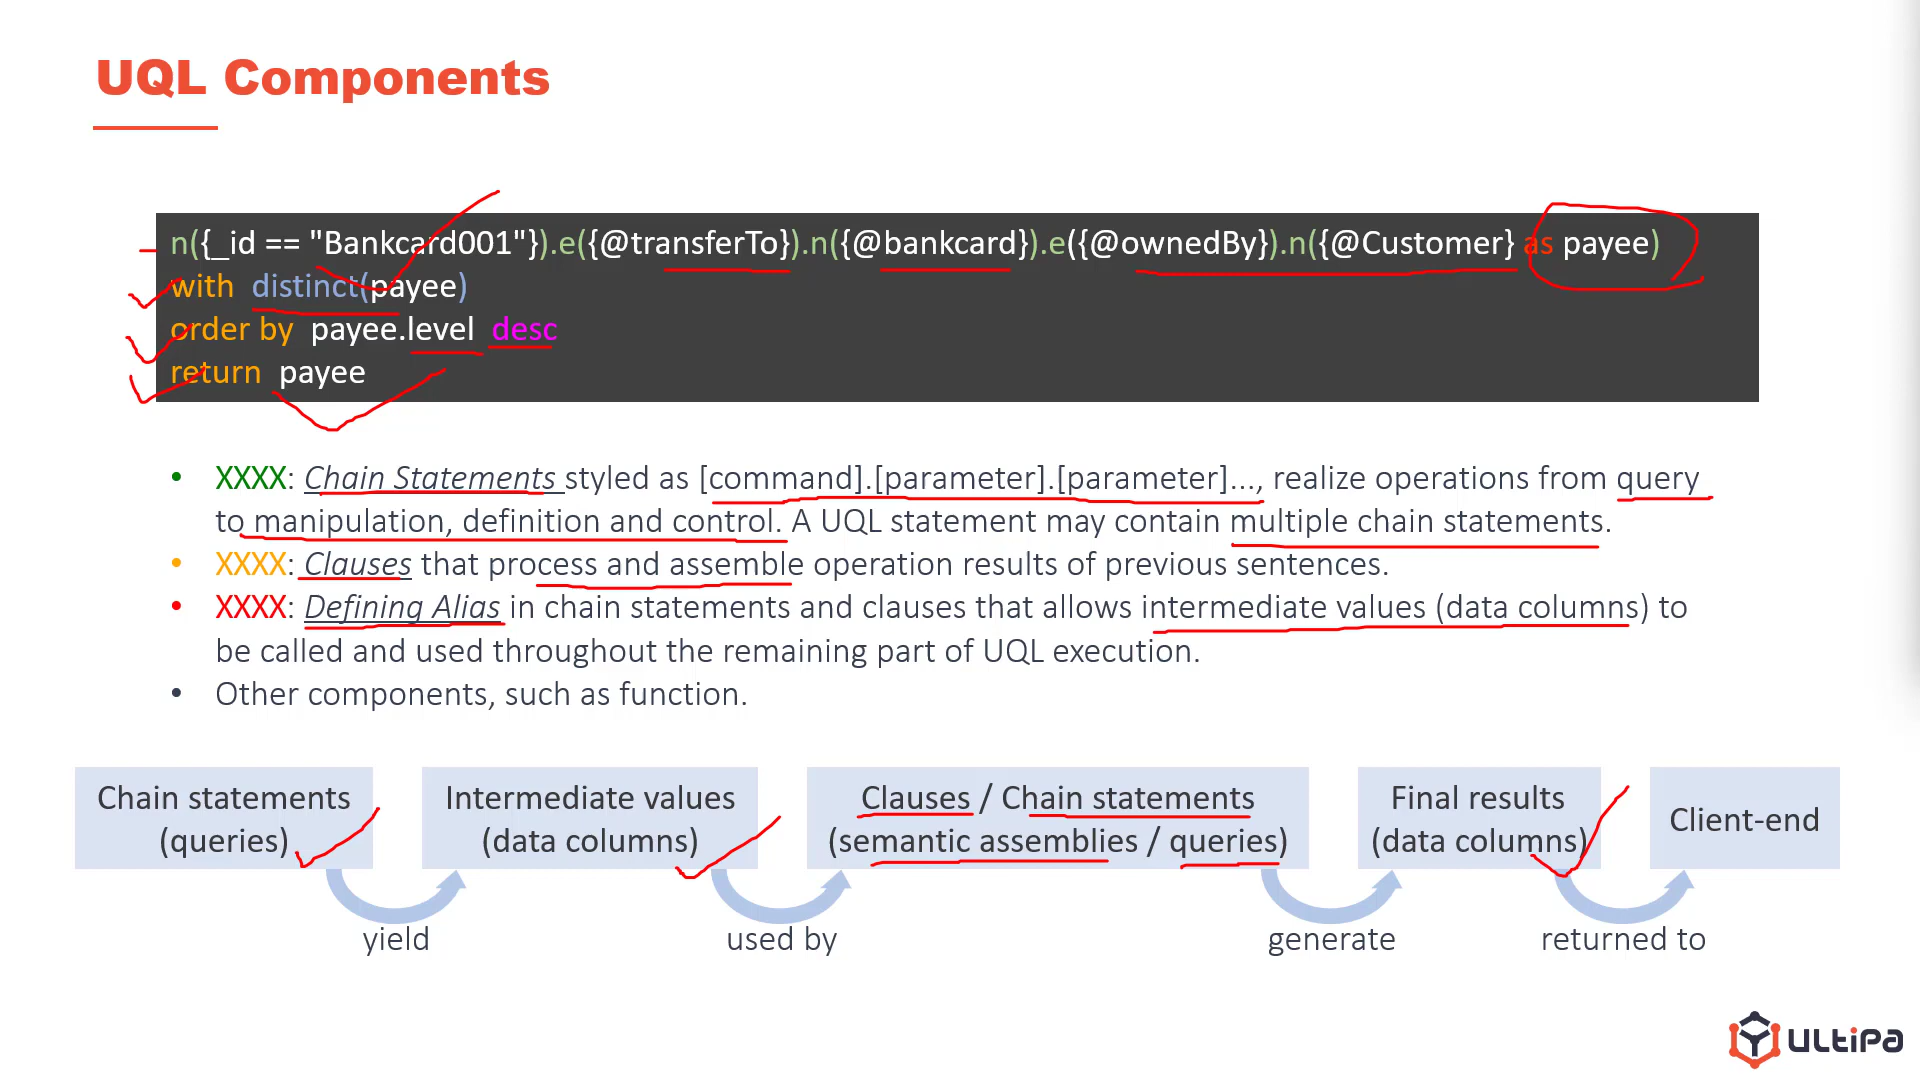 UQL Components
n({_id == "Bankcard001"}).e({@transferTo}).n({@bankcard}).e({@ownedBy}).n({@Customer} as payee)
with distinct(payee)
order by payee.level desc
return payee
• XXXX: Chain Statements styled as [command].[parameter].[parameter]..., realize operations from query
to manipulation, definition and control. A UQL statement may contain multiple chain statements.
• XXXX: Clauses that process and assemble operation results of previous sentences.
• XXXX: Defining Alias in chain statements and clauses that allows intermediate values (data columns) to
be called and used throughout the remaining part of UQL execution.
• Other components, such as function.
Chain statements
(queries)
Intermediate values
(data columns)
Clauses / Chain statements
(semantic assemblies / queries)
Final results
(data columns)
Client-end
yield
used by
generate
returned to
ULTiPa